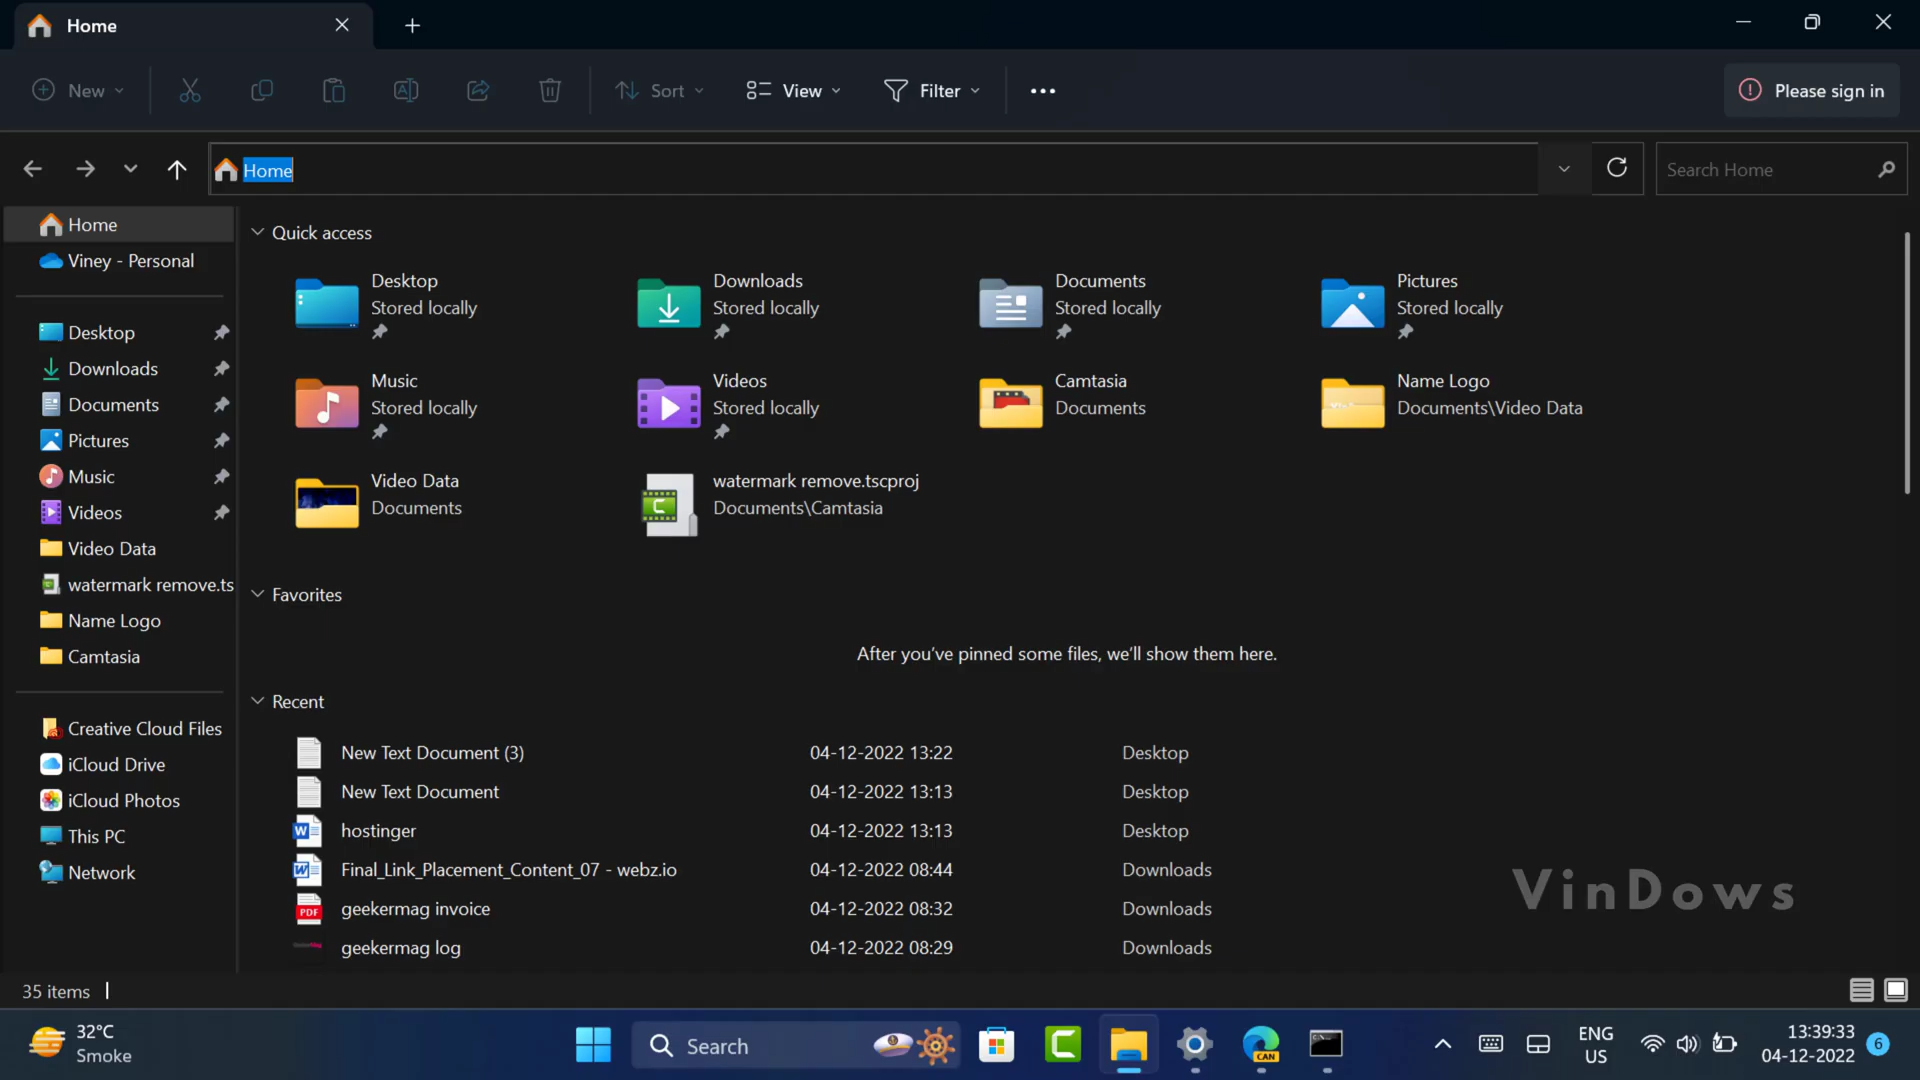 Home
New
Sort
View
Filter
Please sign in
Home
Search Home
Home
Viney - Personal
Desktop
Downloads
Documents
Pictures
Music
Videos
Video Data
watermark remove.ts
Name Logo
Camtasia
Creative Cloud Files
iCloud Drive
iCloud Photos
This PC
Network
Quick access
Desktop
Stored locally
Downloads
Stored locally
Documents
Stored locally
Pictures
Stored locally
Music
Stored locally
Videos
Stored locally
Camtasia
Documents
Name Logo
Documents\Video Data
Video Data
Documents
watermark remove.tscproj
Documents\Camtasia
Favorites
After you've pinned some files, we'll show them here.
Recent
New Text Document (3) 04-12-2022 13:22 Desktop
New Text Document 04-12-2022 13:13 Desktop
hostinger 04-12-2022 13:13 Desktop
Final_Link_Placement_Content_07 - webz.io 04-12-2022 08:44 Downloads
geekermag invoice 04-12-2022 08:32 Downloads
geekermag log 04-12-2022 08:29 Downloads
PDF
VinDows
35 items
32°C
Smoke
Search
CAN
ENG
US
13:39:33
04-12-2022
6